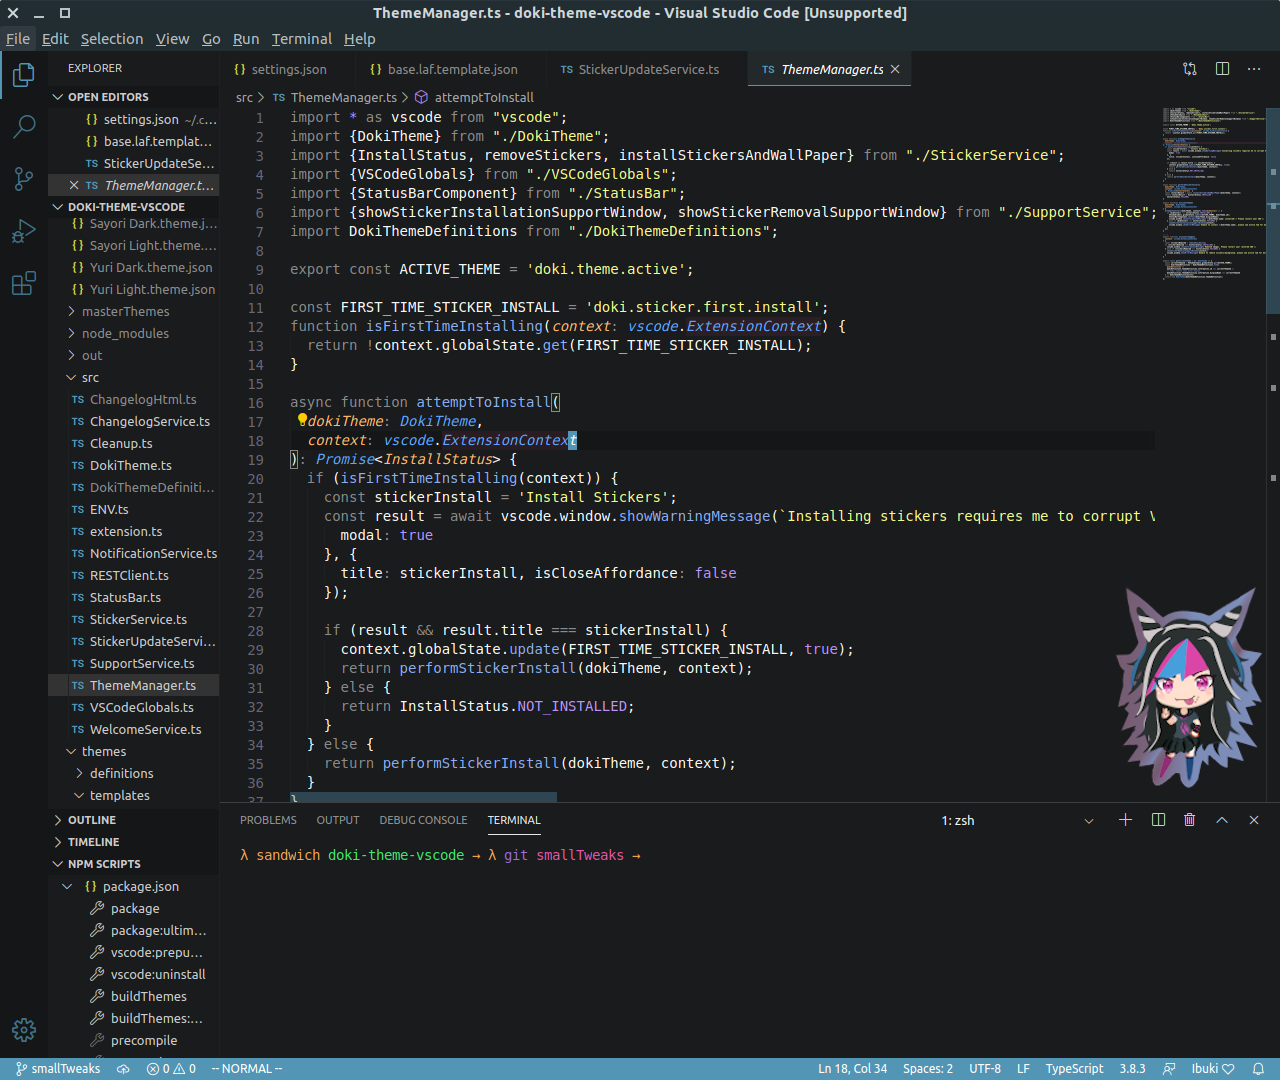 ThemeManager.ts - doki-theme-vscode - Visual Studio Code [Unsupported]
File Edit Selection View Go Run Terminal Help
EXPLORER
OPEN EDITORS
{} settings.json ~/.c...
{} base.laf.templat...
TS StickerUpdateSe...
TS ThemeManager.t...
DOKI-THEME-VSCODE
{} Sayori Dark.theme.j...
{} Sayori Light.theme....
{} Yuri Dark.theme.json
{} Yuri Light.theme.json
masterThemes
node_modules
out
src
TS ChangelogHtml.ts
TS ChangelogService.ts
TS Cleanup.ts
TS DokiTheme.ts
TS DokiThemeDefiniti...
TS ENV.ts
TS extension.ts
TS NotificationService.ts
TS RESTClient.ts
TS StatusBar.ts
TS StickerService.ts
TS StickerUpdateServi...
TS SupportService.ts
TS ThemeManager.ts
TS VSCodeGlobals.ts
TS WelcomeService.ts
themes
definitions
templates
OUTLINE
TIMELINE
NPM SCRIPTS
{} package.json
package
package:ultim...
vscode:prepu...
vscode:uninstall
buildThemes
buildThemes:...
precompile
{} settings.json {} base.laf.template.json TS StickerUpdateService.ts TS ThemeManager.ts
src > TS ThemeManager.ts > attemptToInstall
1 import * as vscode from "vscode";
2 import {DokiTheme} from "./DokiTheme";
3 import {InstallStatus, removeStickers, installStickersAndWallPaper} from "./StickerService";
4 import {VSCodeGlobals} from "./VSCodeGlobals";
5 import {StatusBarComponent} from "./StatusBar";
6 import {showStickerInstallationSupportWindow, showStickerRemovalSupportWindow} from "./SupportService";
7 import DokiThemeDefinitions from "./DokiThemeDefinitions";
8
9 export const ACTIVE_THEME = 'doki.theme.active';
10
11 const FIRST_TIME_STICKER_INSTALL = 'doki.sticker.first.install';
12 function isFirstTimeInstalling(context: vscode.ExtensionContext) {
13 return !context.globalState.get(FIRST_TIME_STICKER_INSTALL);
14 }
15
16 async function attemptToInstall(
17 dokiTheme: DokiTheme,
18 context: vscode.ExtensionContext
19 ): Promise<InstallStatus> {
20 if (isFirstTimeInstalling(context)) {
21 const stickerInstall = 'Install Stickers';
22 const result = await vscode.window.showWarningMessage(`Installing stickers requires me to corrupt V
23 modal: true
24 }, {
25 title: stickerInstall, isCloseAffordance: false
26 });
27
28 if (result && result.title === stickerInstall) {
29 context.globalState.update(FIRST_TIME_STICKER_INSTALL, true);
30 return performStickerInstall(dokiTheme, context);
31 } else {
32 return InstallStatus.NOT_INSTALLED;
33 }
34 } else {
35 return performStickerInstall(dokiTheme, context);
36 }
37 }
PROBLEMS OUTPUT DEBUG CONSOLE TERMINAL 1: zsh
λ sandwich doki-theme-vscode → λ git smallTweaks →
smallTweaks 0 0 -- NORMAL -- Ln 18, Col 34 Spaces: 2 UTF-8 LF TypeScript 3.8.3 Ibuki♡